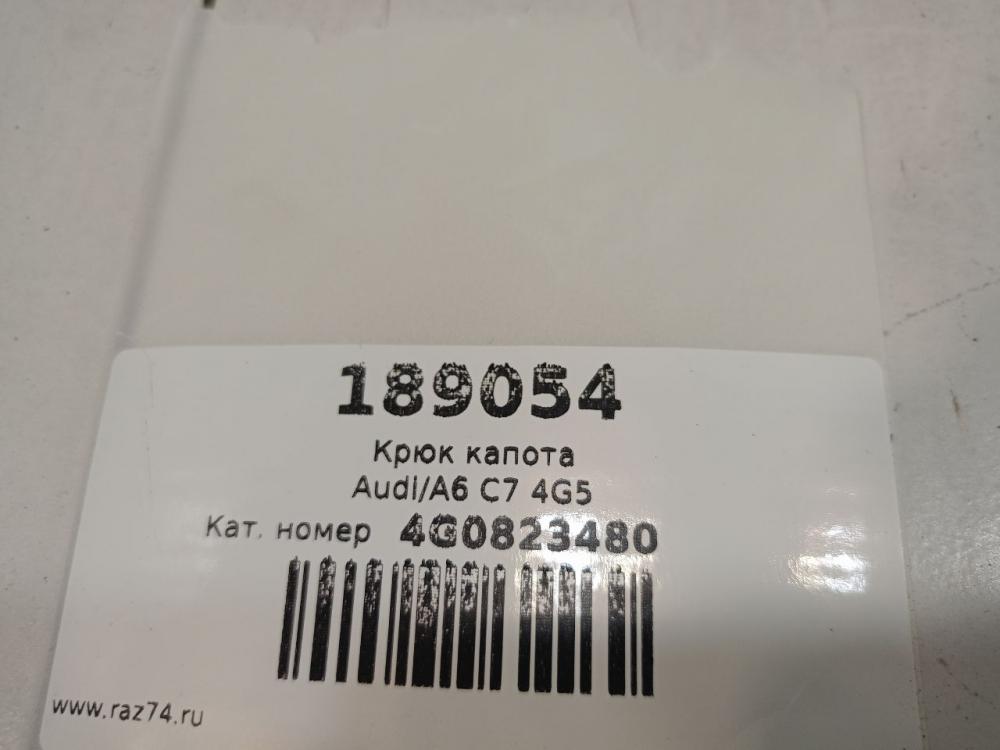 189054
Крюк капота
Audi/A6 C7 4G5
Кат. номер 4G0823480
www.raz74.ru